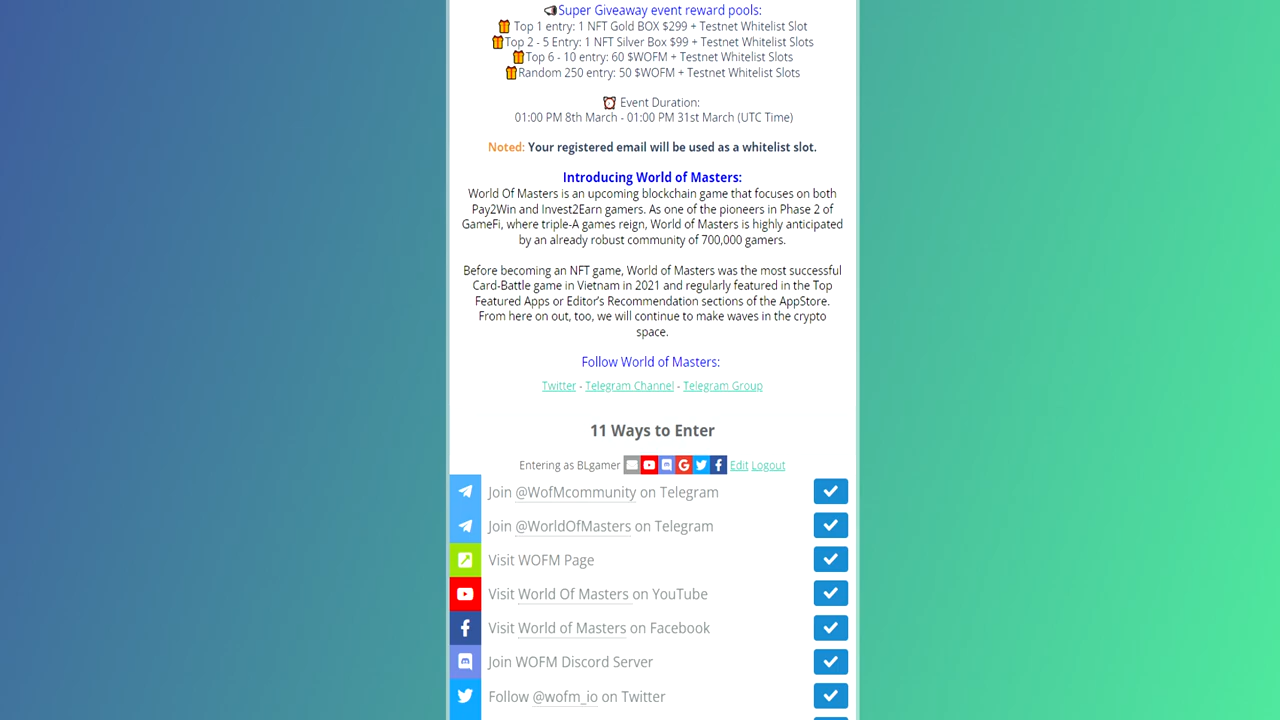 📢Super Giveaway event reward pools:
🎁 Top 1 entry: 1 NFT Gold BOX $299 + Testnet Whitelist Slot
🎁Top 2 - 5 Entry: 1 NFT Silver Box $99 + Testnet Whitelist Slots
🎁Top 6 - 10 entry: 60 $WOFM + Testnet Whitelist Slots
🎁Random 250 entry: 50 $WOFM + Testnet Whitelist Slots
⏰ Event Duration:
01:00 PM 8th March - 01:00 PM 31st March (UTC Time)
Noted: Your registered email will be used as a whitelist slot.
Introducing World of Masters:
World Of Masters is an upcoming blockchain game that focuses on both
Pay2Win and Invest2Earn gamers. As one of the pioneers in Phase 2 of
GameFi, where triple-A games reign, World of Masters is highly anticipated
by an already robust community of 700,000 gamers.
Before becoming an NFT game, World of Masters was the most successful
Card-Battle game in Vietnam in 2021 and regularly featured in the Top
Featured Apps or Editor's Recommendation sections of the AppStore.
From here on out, too, we will continue to make waves in the crypto
space.
Follow World of Masters:
Twitter - Telegram Channel - Telegram Group
11 Ways to Enter
Entering as BLgamer Edit Logout
Join @WofMcommunity on Telegram
Join @WorldOfMasters on Telegram
Visit WOFM Page
Visit World Of Masters on YouTube
Visit World of Masters on Facebook
Join WOFM Discord Server
Follow @wofm_io on Twitter